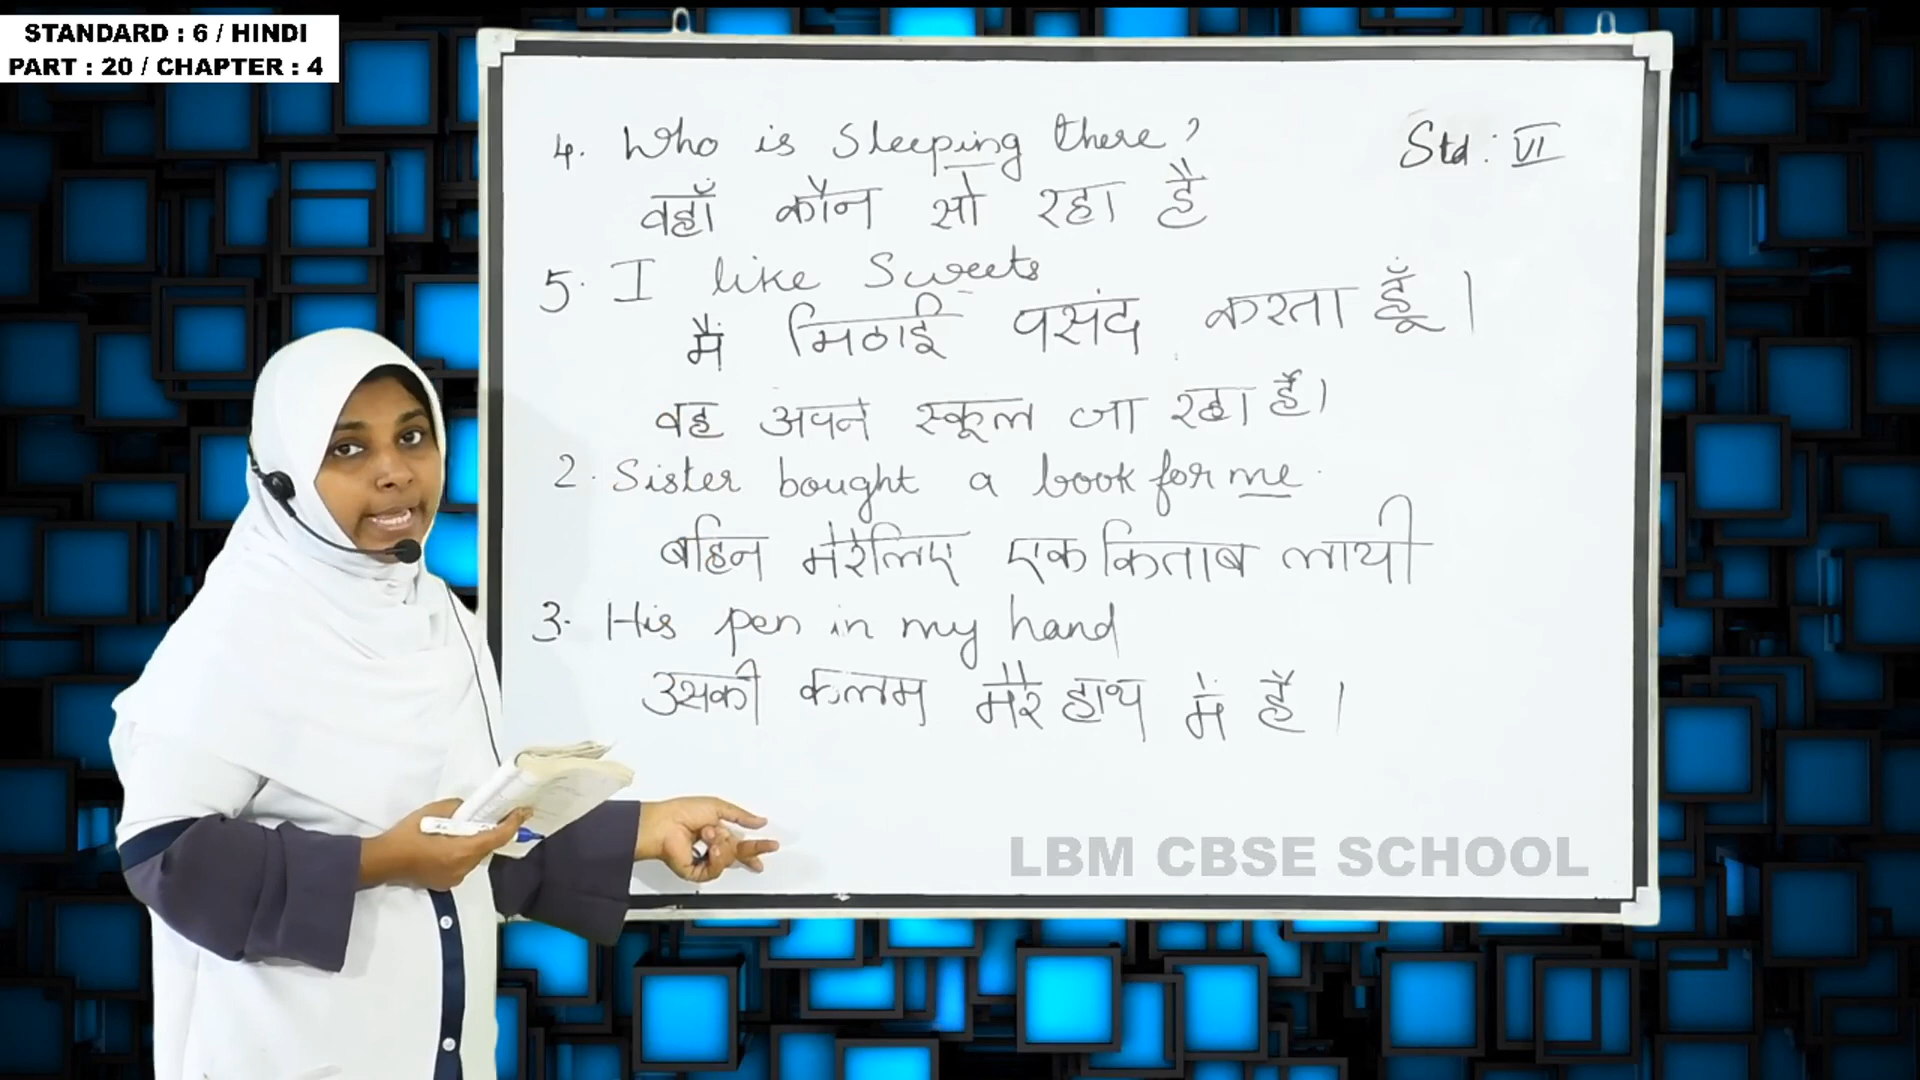 STANDARD : 6 / HINDI
PART : 20 / CHAPTER : 4
Std : VI
4. Who is Sleeping there?
वहाँ कौन सो रहा है
5. I like Sweets
मैं मिठाई पसंद करता हूँ।
वह अपने स्कूल जा रहा है।
2. Sister bought a book for me.
बहिन मेरेलिए एक किताब लायी
3. His pen in my hand
उसकी कलम मेरे हाथ में है।
LBM CBSE SCHOOL